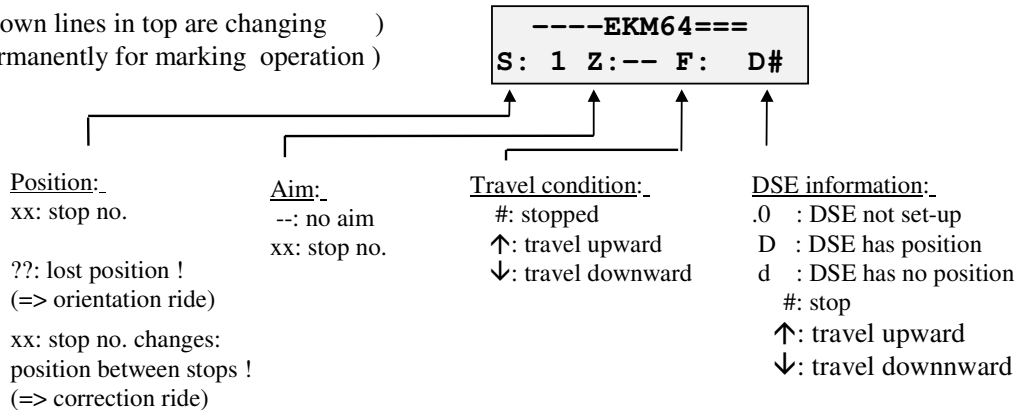 own lines in top are changing )
rmanently for marking operation )
----EKM64===
S: 1 Z:-- F: D#
Position:
xx: stop no.
??: lost position !
(=> orientation ride)
xx: stop no. changes:
position between stops !
(=> correction ride)
Aim:
--: no aim
xx: stop no.
Travel condition:
#: stopped
↑: travel upward
↓: travel downward
DSE information:
.0 : DSE not set-up
D : DSE has position
d : DSE has no position
#: stop
↑: travel upward
↓: travel downnward